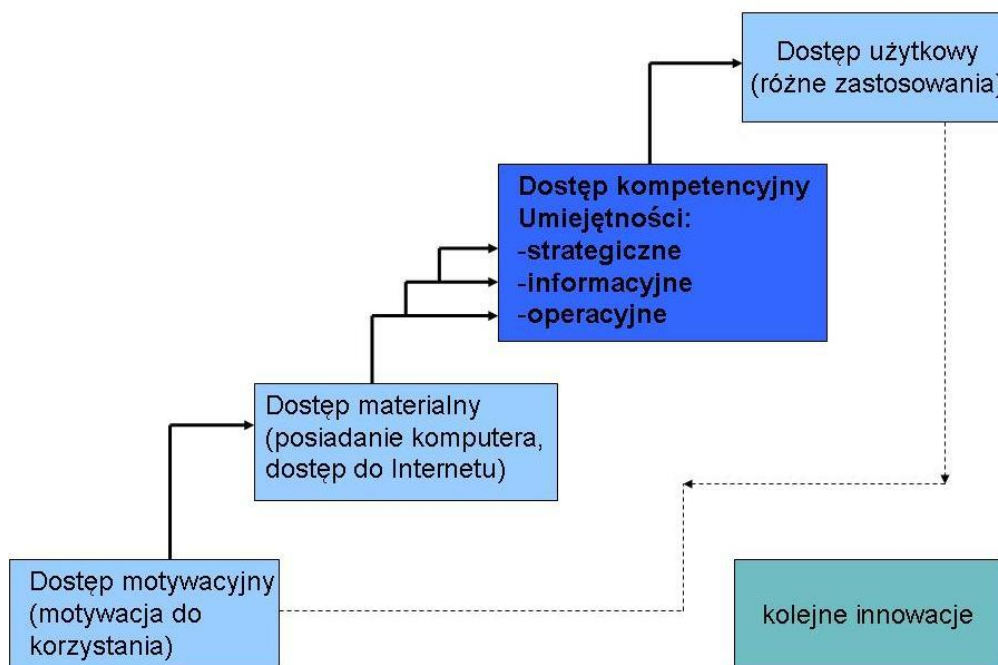 Dostęp użytkowy
(różne zastosowania)
Dostęp kompetencyjny
Umiejętności:
-strategiczne
-informacyjne
-operacyjne
Dostęp materialny
(posiadanie komputera,
dostęp do Internetu)
Dostęp motywacyjny
(motywacja do
korzystania)
kolejne innowacje